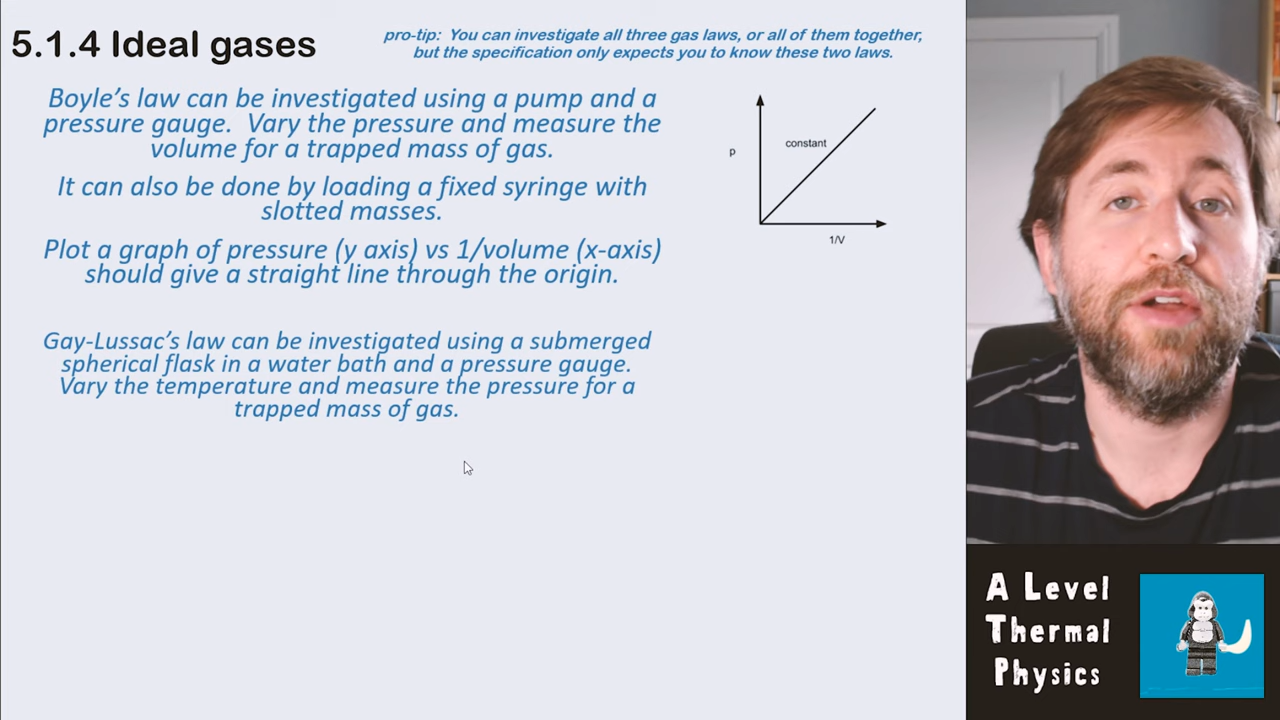 5.1.4 Ideal gases
pro-tip: You can investigate all three gas laws, or all of them together,
but the specification only expects you to know these two laws.
Boyle's law can be investigated using a pump and a
pressure gauge. Vary the pressure and measure the
volume for a trapped mass of gas.
It can also be done by loading a fixed syringe with
slotted masses.
Plot a graph of pressure (y axis) vs 1/volume (x-axis)
should give a straight line through the origin.
constant
p
1/V
Gay-Lussac's law can be investigated using a submerged
spherical flask in a water bath and a pressure gauge.
Vary the temperature and measure the pressure for a
trapped mass of gas.
A Level
Thermal
Physics